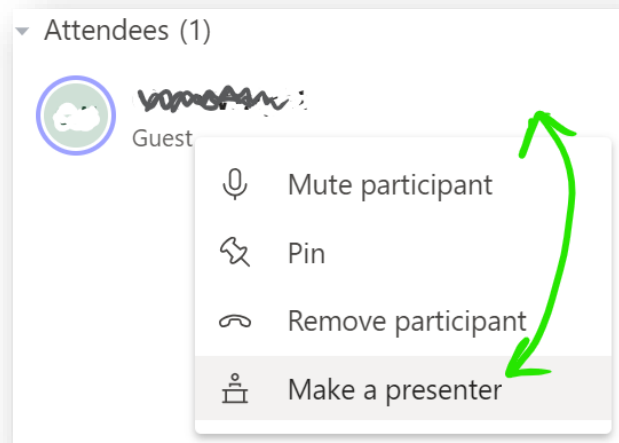 Attendees (1)
Guest
Mute participant
Pin
Remove participant
Make a presenter